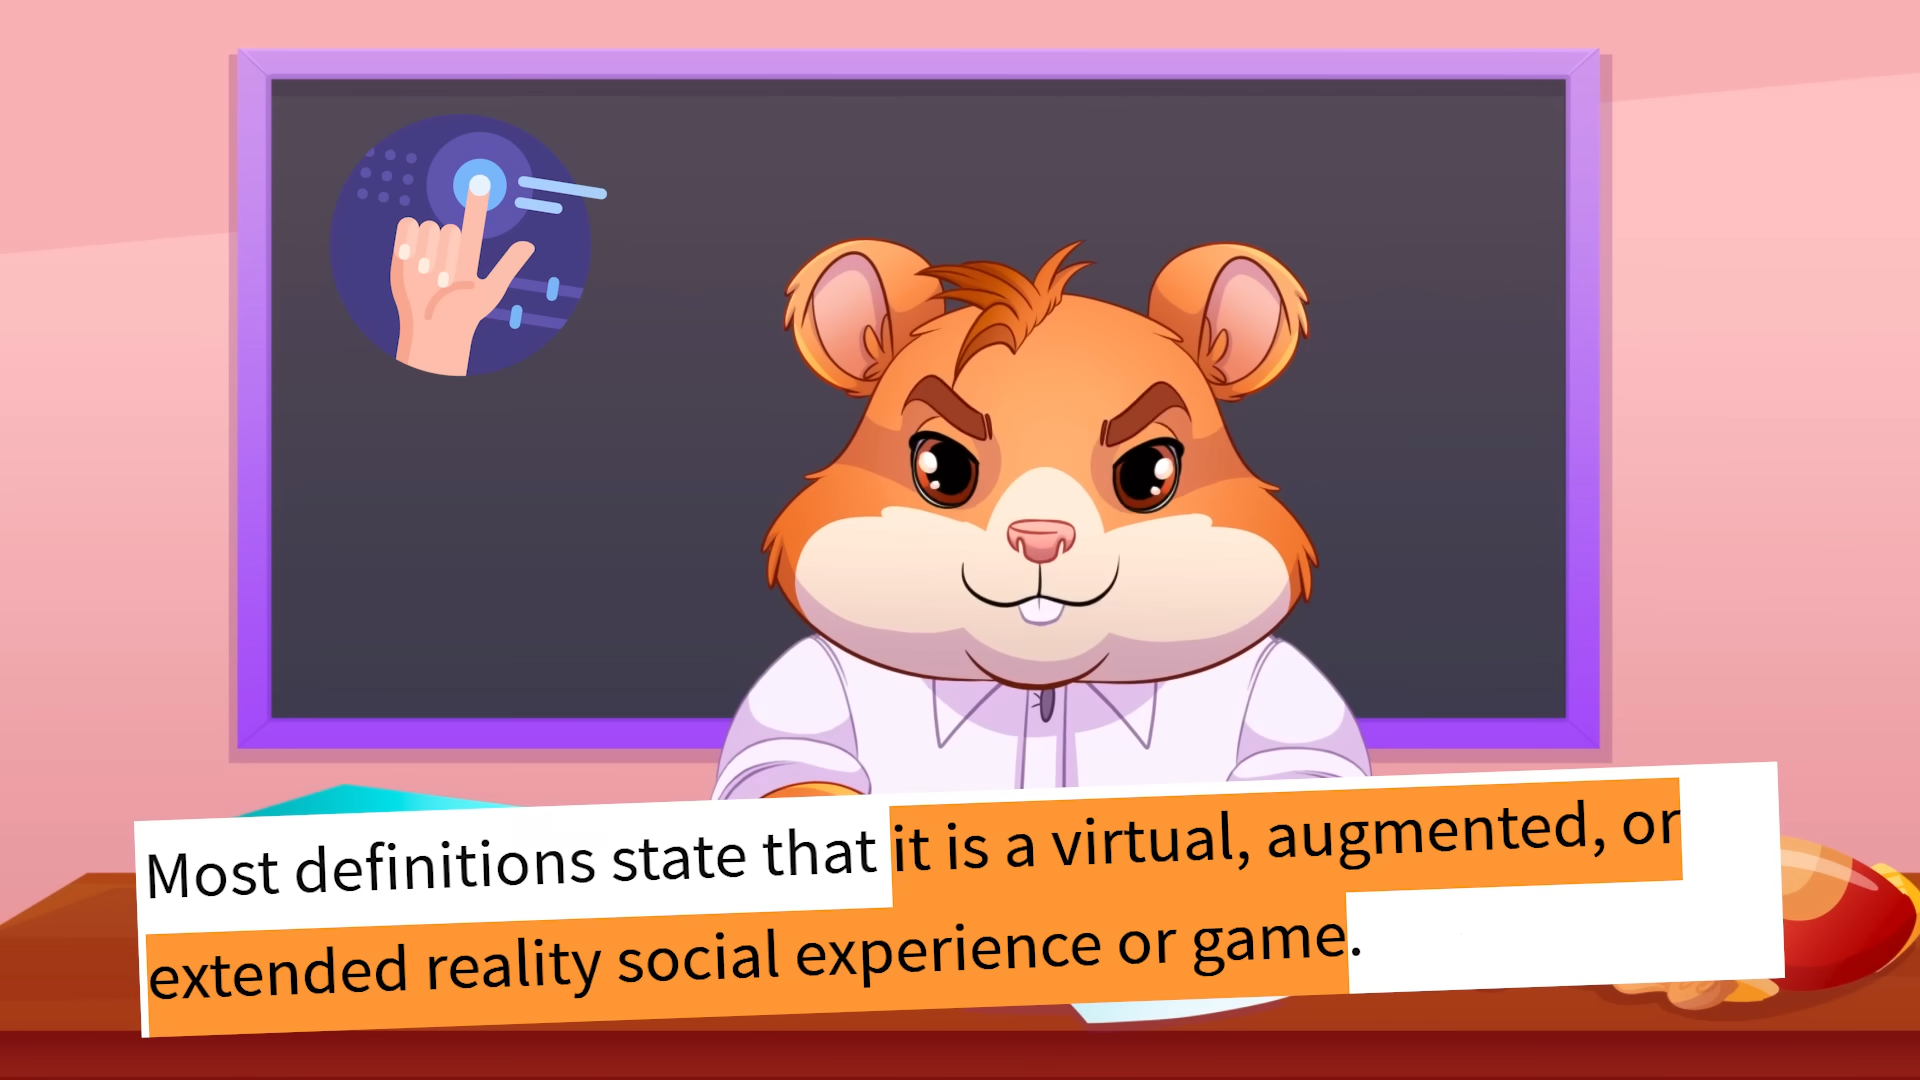 Most definitions state that it is a virtual, augmented, or
extended reality social experience or game.